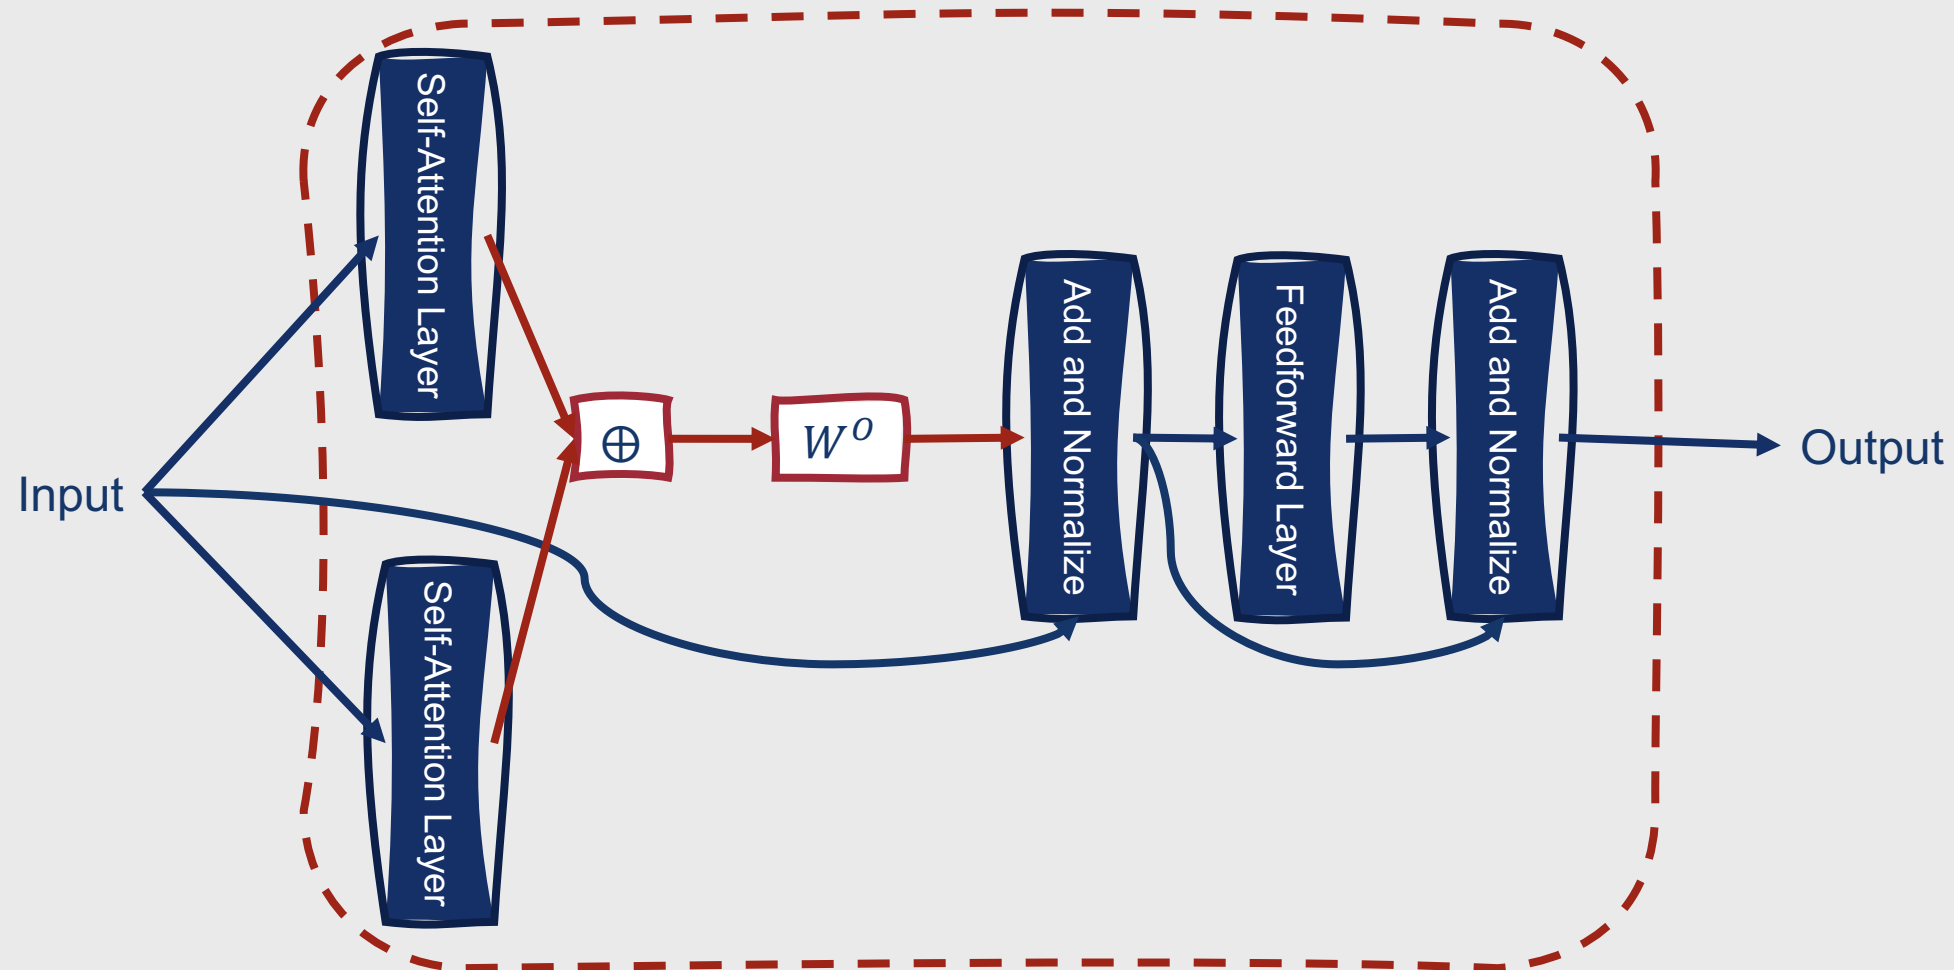 Input
Self-Attention Layer
Self-Attention Layer
⊕
W^O
Add and Normalize
Feedforward Layer
Add and Normalize
Output